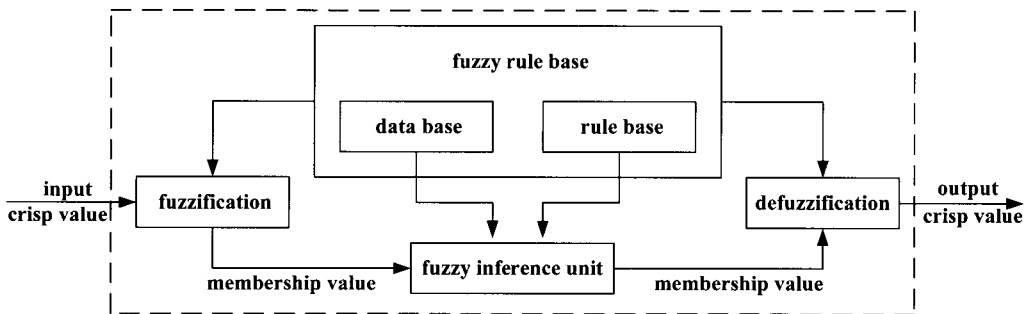 fuzzy rule base
data base
rule base
input
crisp value
fuzzification
defuzzification
output
crisp value
fuzzy inference unit
membership value
membership value